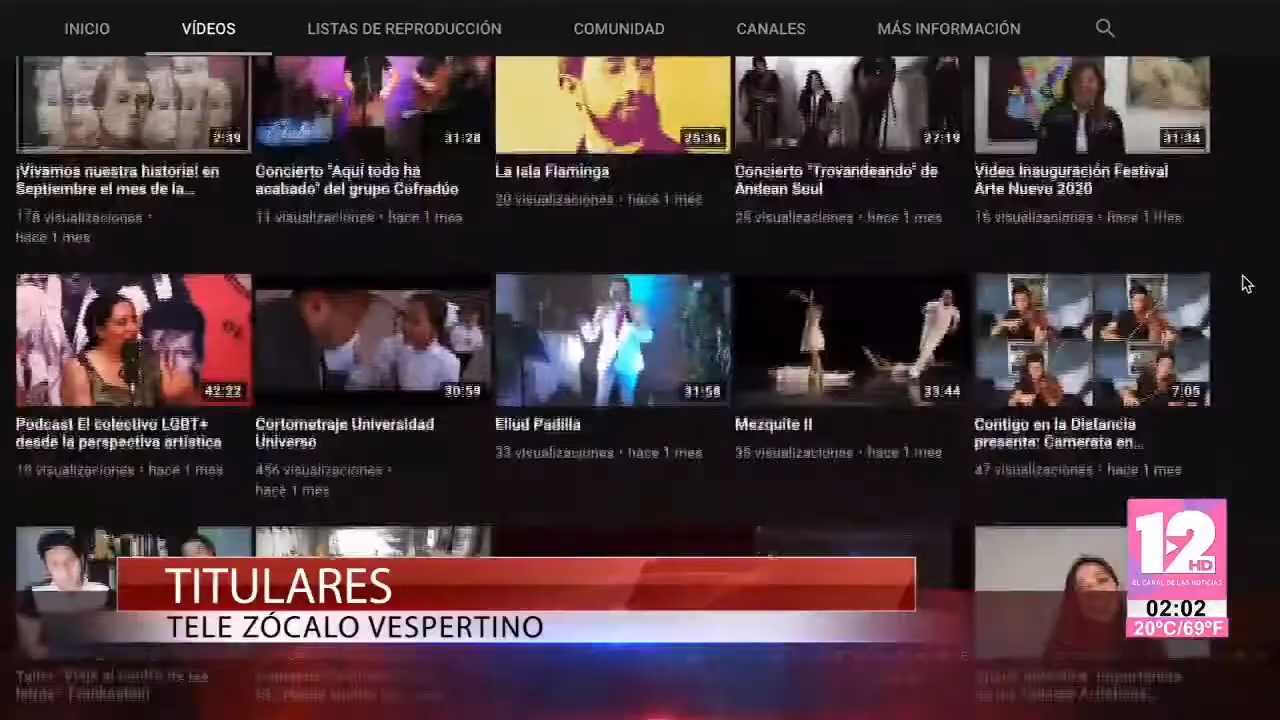 INICIO
VÍDEOS
LISTAS DE REPRODUCCIÓN
COMUNIDAD
CANALES
MÁS INFORMACIÓN
31:28
25:36
27:19
31:34
¡Vivamos nuestra historia! en
Septiembre el mes de la...
178 visualizaciones •
hace 1 mes
Concierto "Aquí todo ha
acabado" del grupo Cofradúo
11 visualizaciones • hace 1 mes
La Isla Flaminga
20 visualizaciones • hace 1 mes
Concierto "Trovandeando" de
Andean Soul
25 visualizaciones • hace 1 mes
Video Inauguración Festival
Arte Nuevo 2020
16 visualizaciones • hace 1 mes
42:22
30:59
31:58
33:44
7:05
Podcast El colectivo LGBT+
desde la perspectiva artística
19 visualizaciones • hace 1 mes
Cortometraje Universidad
Universo
456 visualizaciones •
hace 1 mes
Eliud Padilla
33 visualizaciones • hace 1 mes
Mezquite II
35 visualizaciones • hace 1 mes
Contigo en la Distancia
presenta: Camerata en...
47 visualizaciones • hace 1 mes
TITULARES
TELE ZÓCALO VESPERTINO
12
HD
EL CANAL DE LAS NOTICIAS
02:02
20°C/69°F